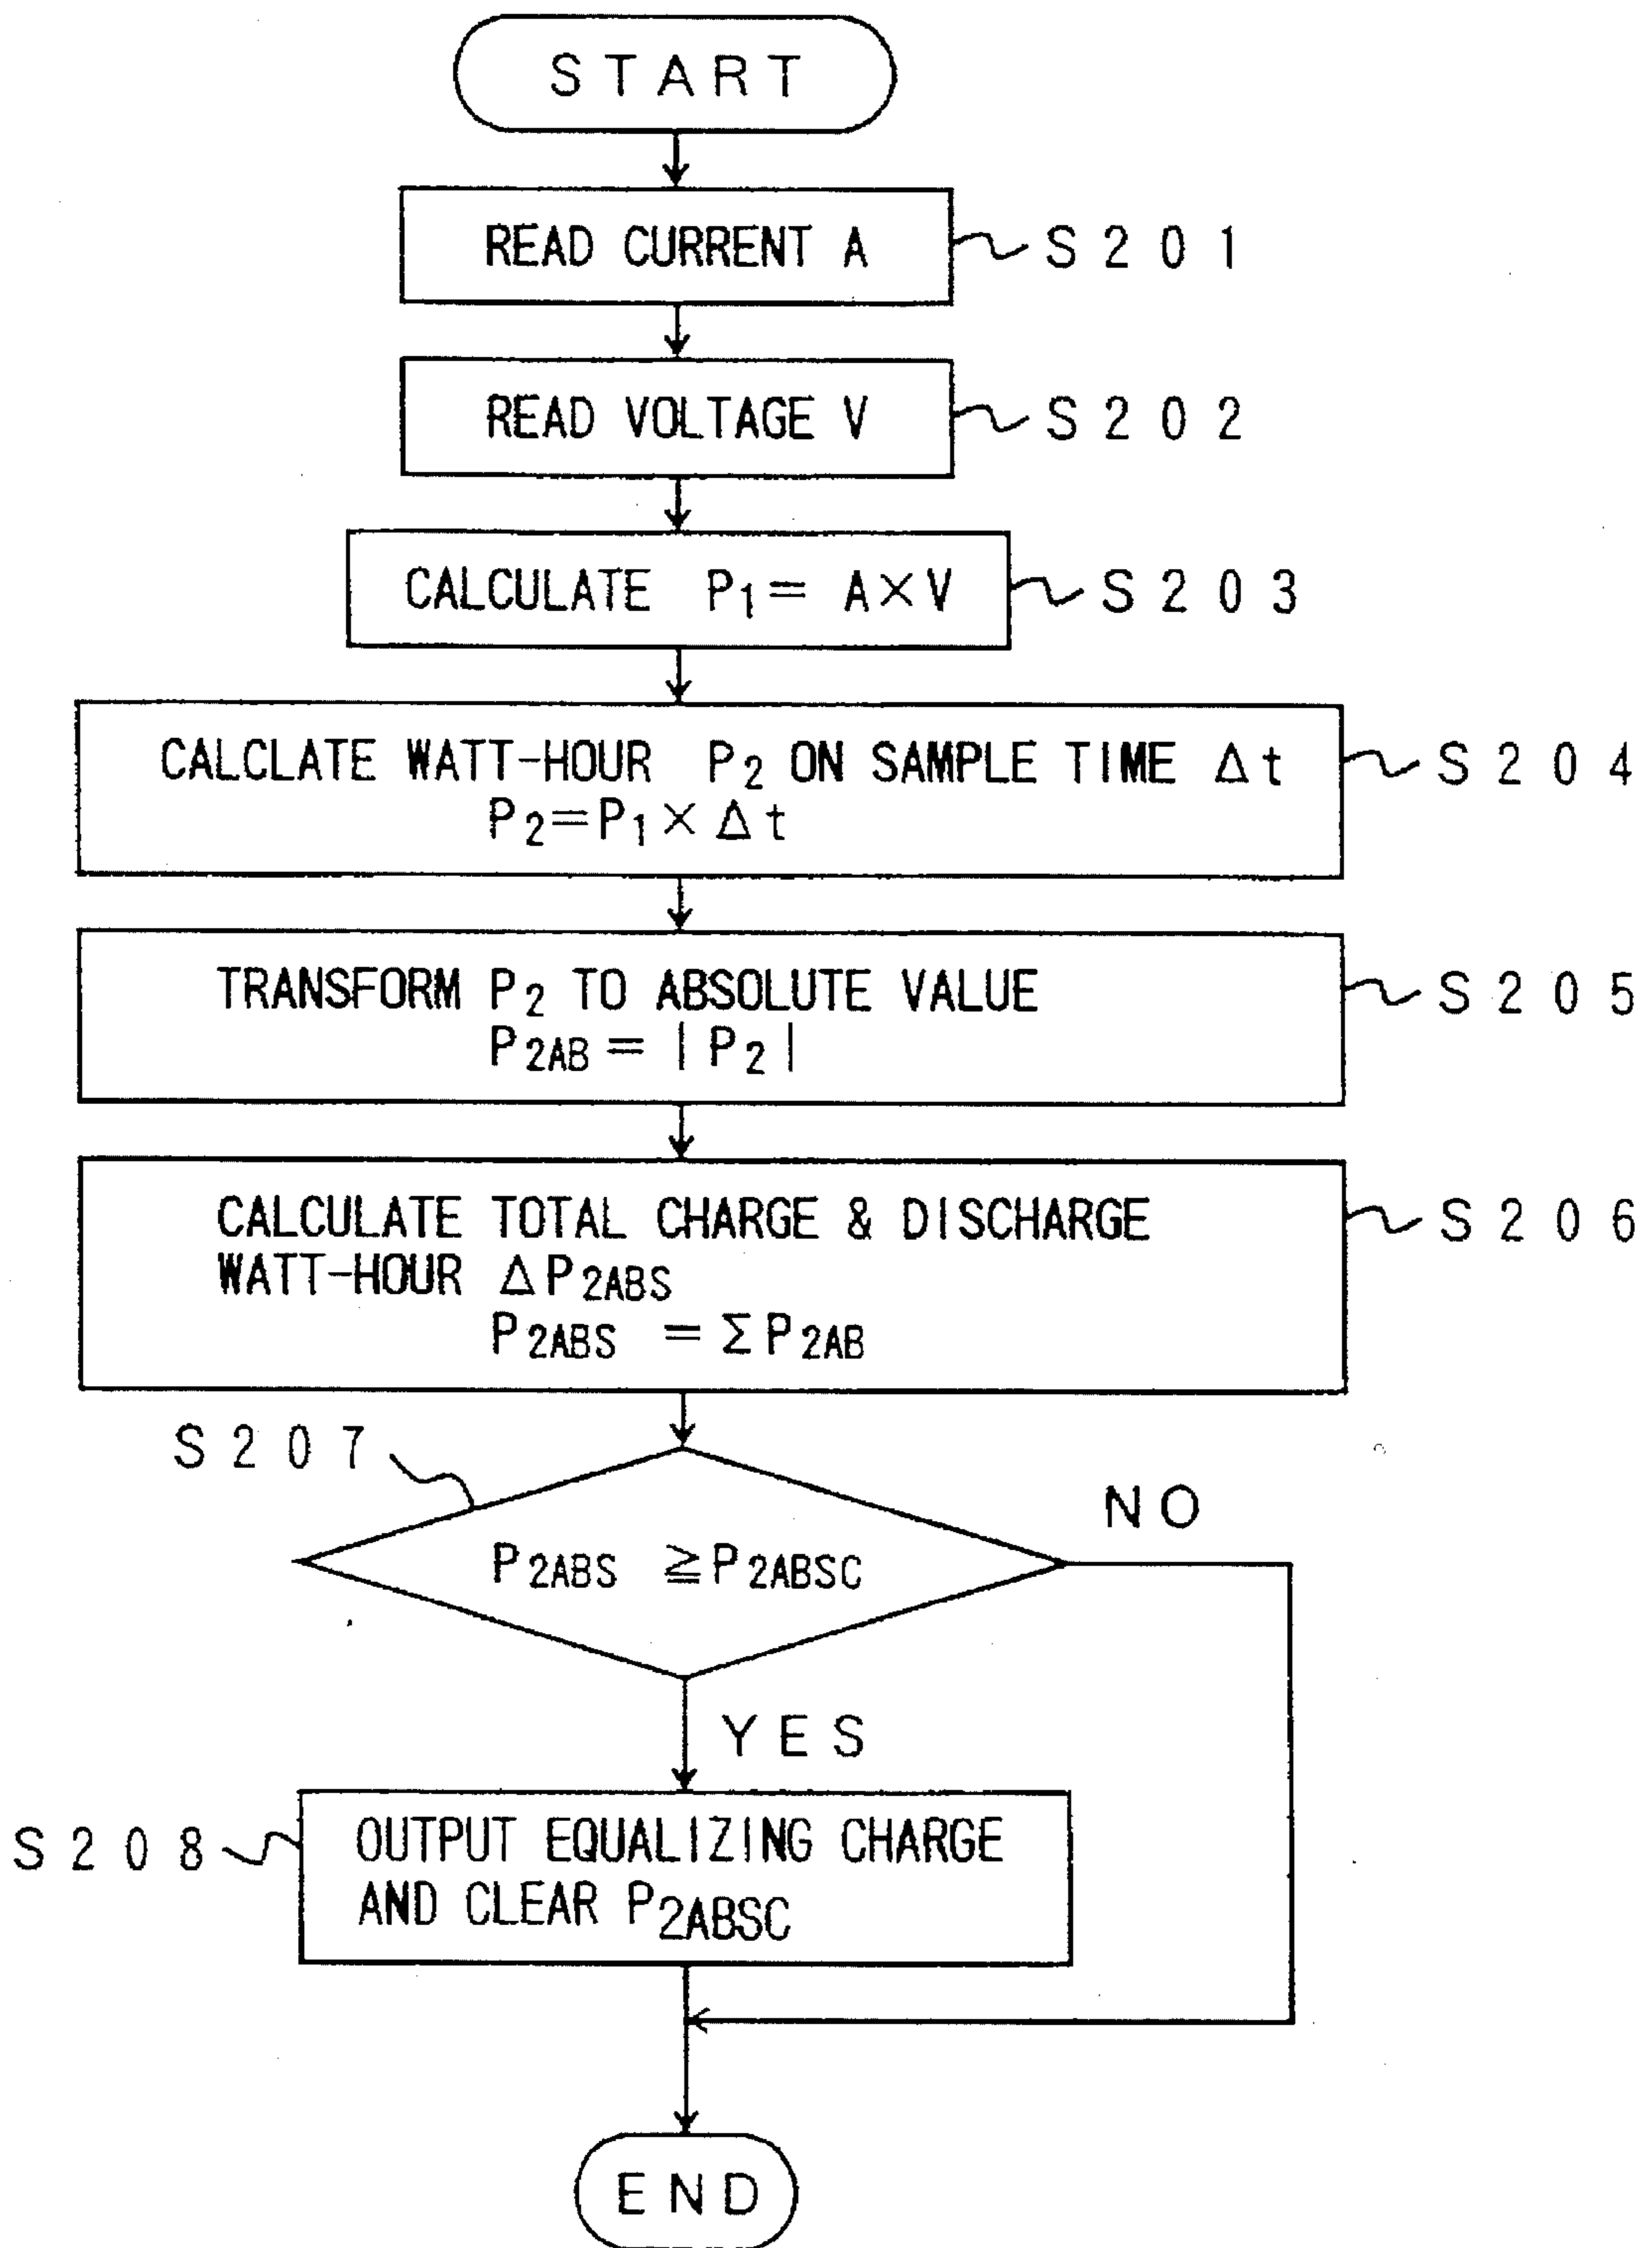 START
READ CURRENT A
S201
READ VOLTAGE V
S202
CALCULATE P₁ = A×V
S203
CALCLATE WATT-HOUR P₂ ON SAMPLE TIME Δt
P₂=P₁×Δt
S204
TRANSFORM P₂ TO ABSOLUTE VALUE
P2AB = |P₂|
S205
CALCULATE TOTAL CHARGE & DISCHARGE
WATT-HOUR ΔP2ABS
P2ABS = ΣP2AB
S206
S207
P2ABS ≧ P2ABSC
NO
YES
S208
OUTPUT EQUALIZING CHARGE
AND CLEAR P2ABSC
END